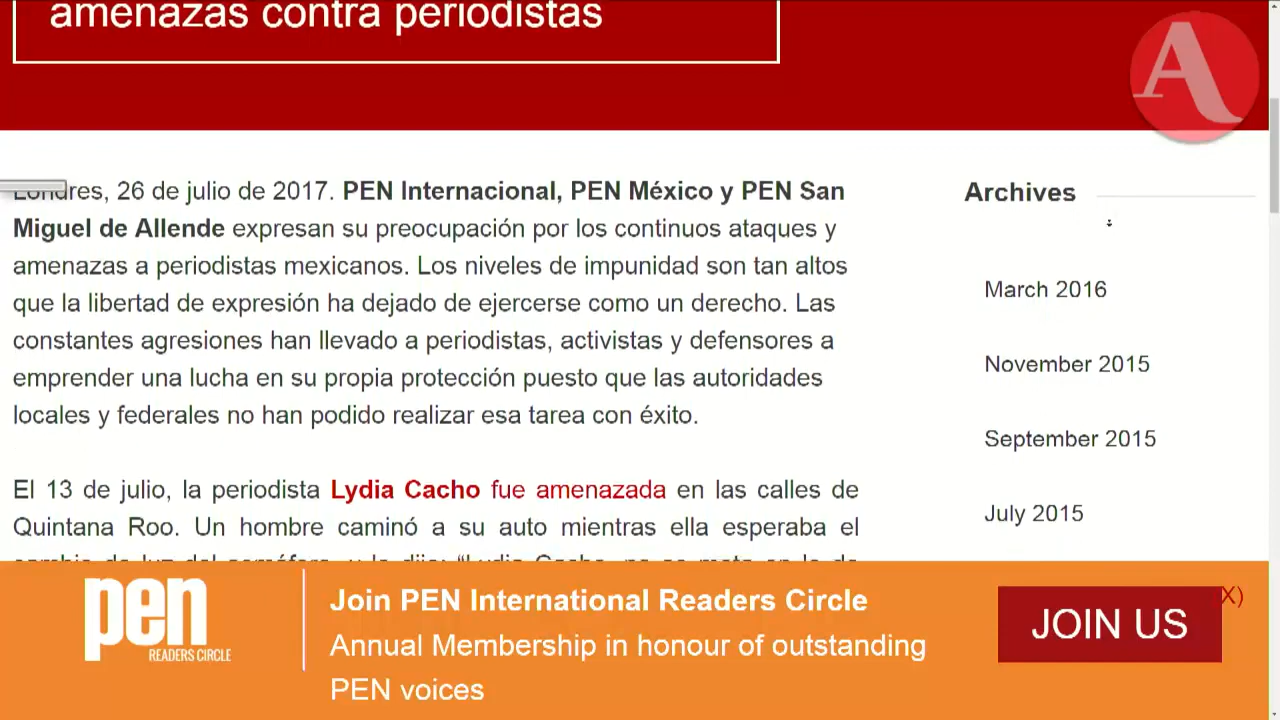 amenazas contra periodistas
A
Londres, 26 de julio de 2017. PEN Internacional, PEN México y PEN San
Miguel de Allende expresan su preocupación por los continuos ataques y
amenazas a periodistas mexicanos. Los niveles de impunidad son tan altos
que la libertad de expresión ha dejado de ejercerse como un derecho. Las
constantes agresiones han llevado a periodistas, activistas y defensores a
emprender una lucha en su propia protección puesto que las autoridades
locales y federales no han podido realizar esa tarea con éxito.
El 13 de julio, la periodista Lydia Cacho fue amenazada en las calles de
Quintana Roo. Un hombre caminó a su auto mientras ella esperaba el
Archives
March 2016
November 2015
September 2015
July 2015
pen
READERS CIRCLE
Join PEN International Readers Circle
Annual Membership in honour of outstanding
PEN voices
JOIN US
(X)